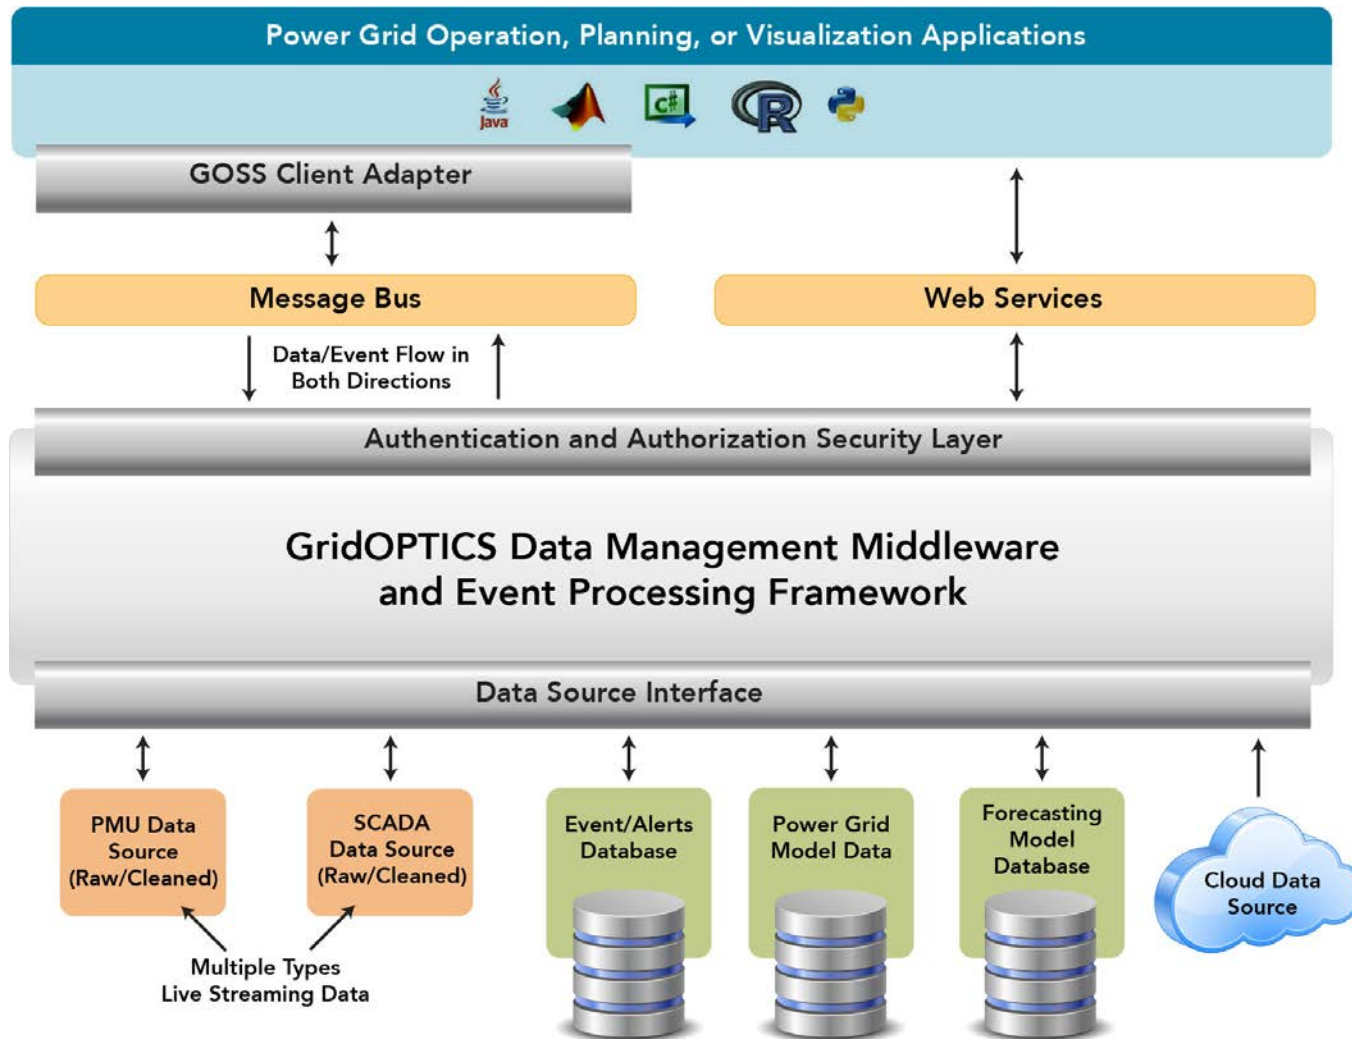 Power Grid Operation, Planning, or Visualization Applications
Java
C#
R
GOSS Client Adapter
Message Bus
Web Services
Data/Event Flow in
Both Directions
Authentication and Authorization Security Layer
GridOPTICS Data Management Middleware
and Event Processing Framework
Data Source Interface
PMU Data
Source
(Raw/Cleaned)
SCADA
Data Source
(Raw/Cleaned)
Event/Alerts
Database
Power Grid
Model Data
Forecasting
Model
Database
Cloud Data
Source
Multiple Types
Live Streaming Data